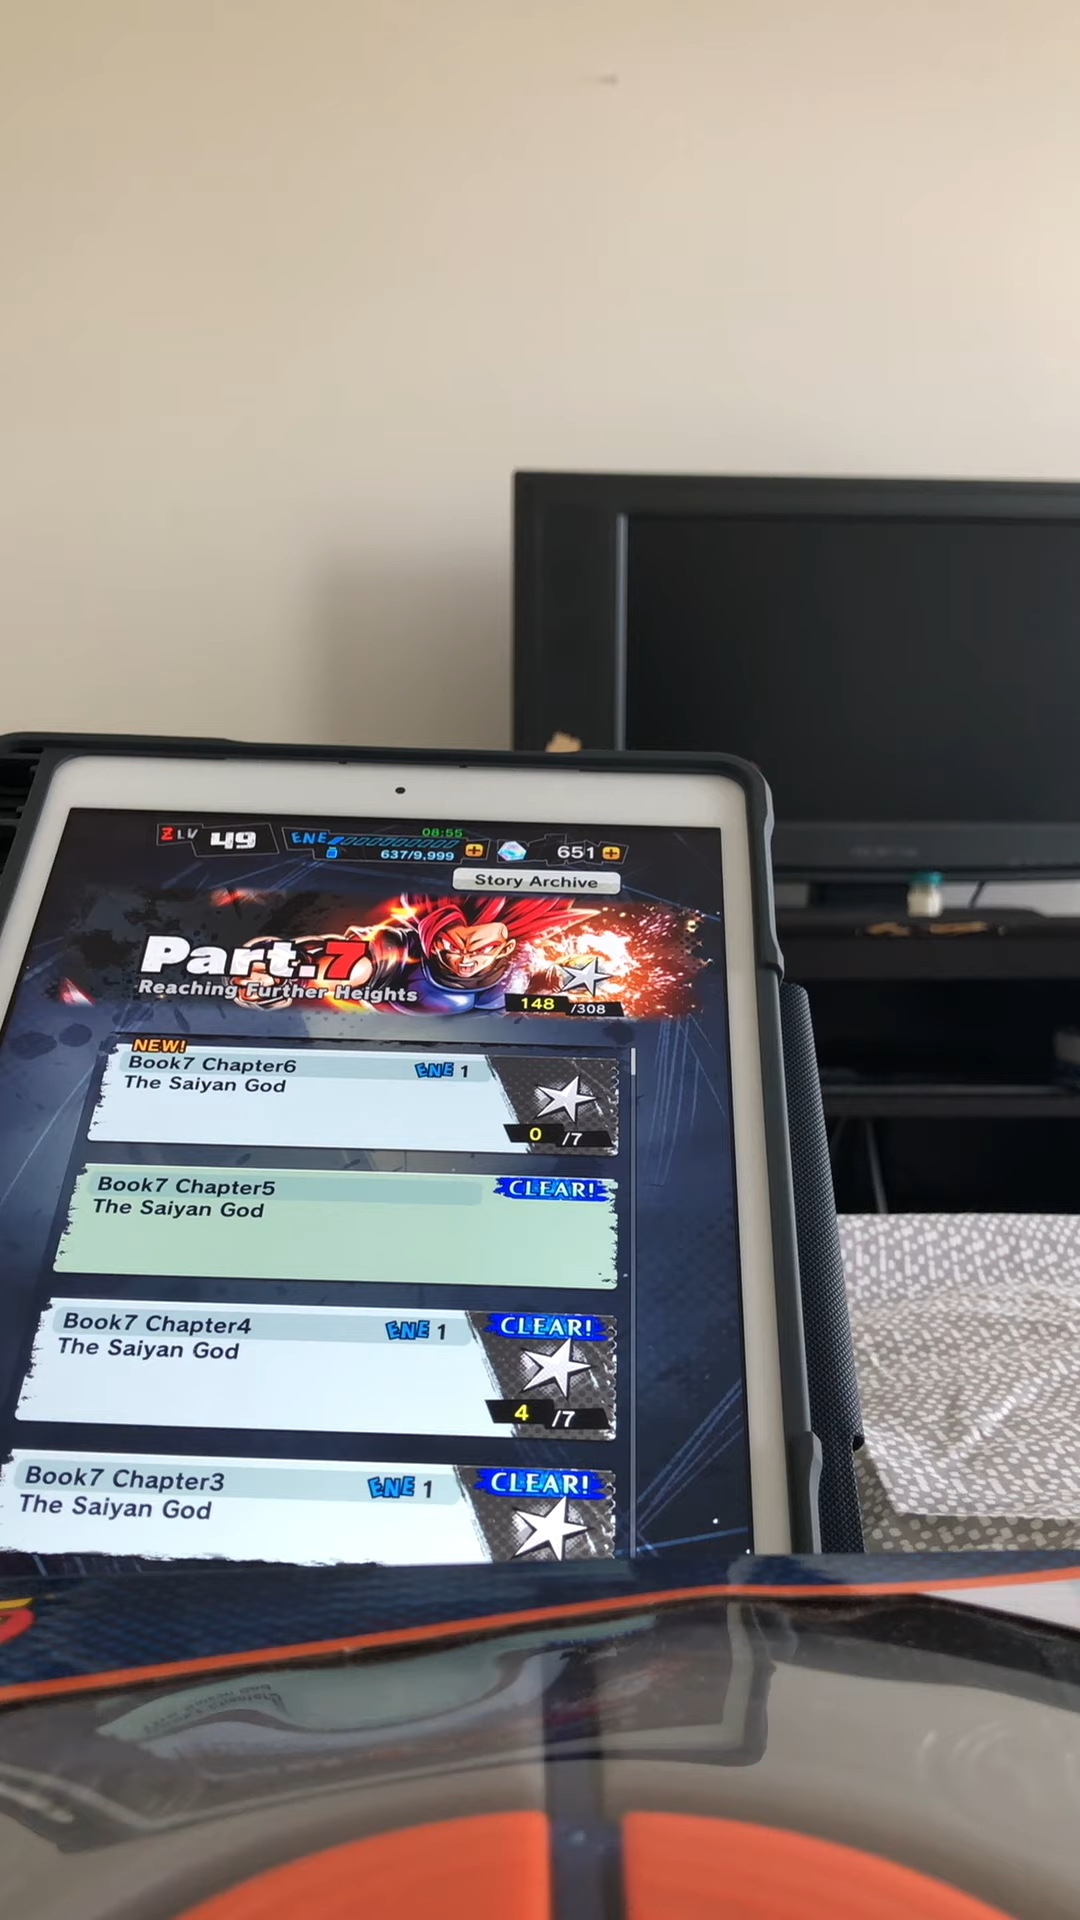 ZLV 49
ENE
08:55
637/9,999
651
Story Archive
Part.7
Reaching Further Heights
148 /308
NEW!
Book7 Chapter6
ENE 1
The Saiyan God
0 /7
Book7 Chapter5
CLEAR!
The Saiyan God
Book7 Chapter4
ENE 1
CLEAR!
The Saiyan God
4 /7
Book7 Chapter3
ENE 1
CLEAR!
The Saiyan God